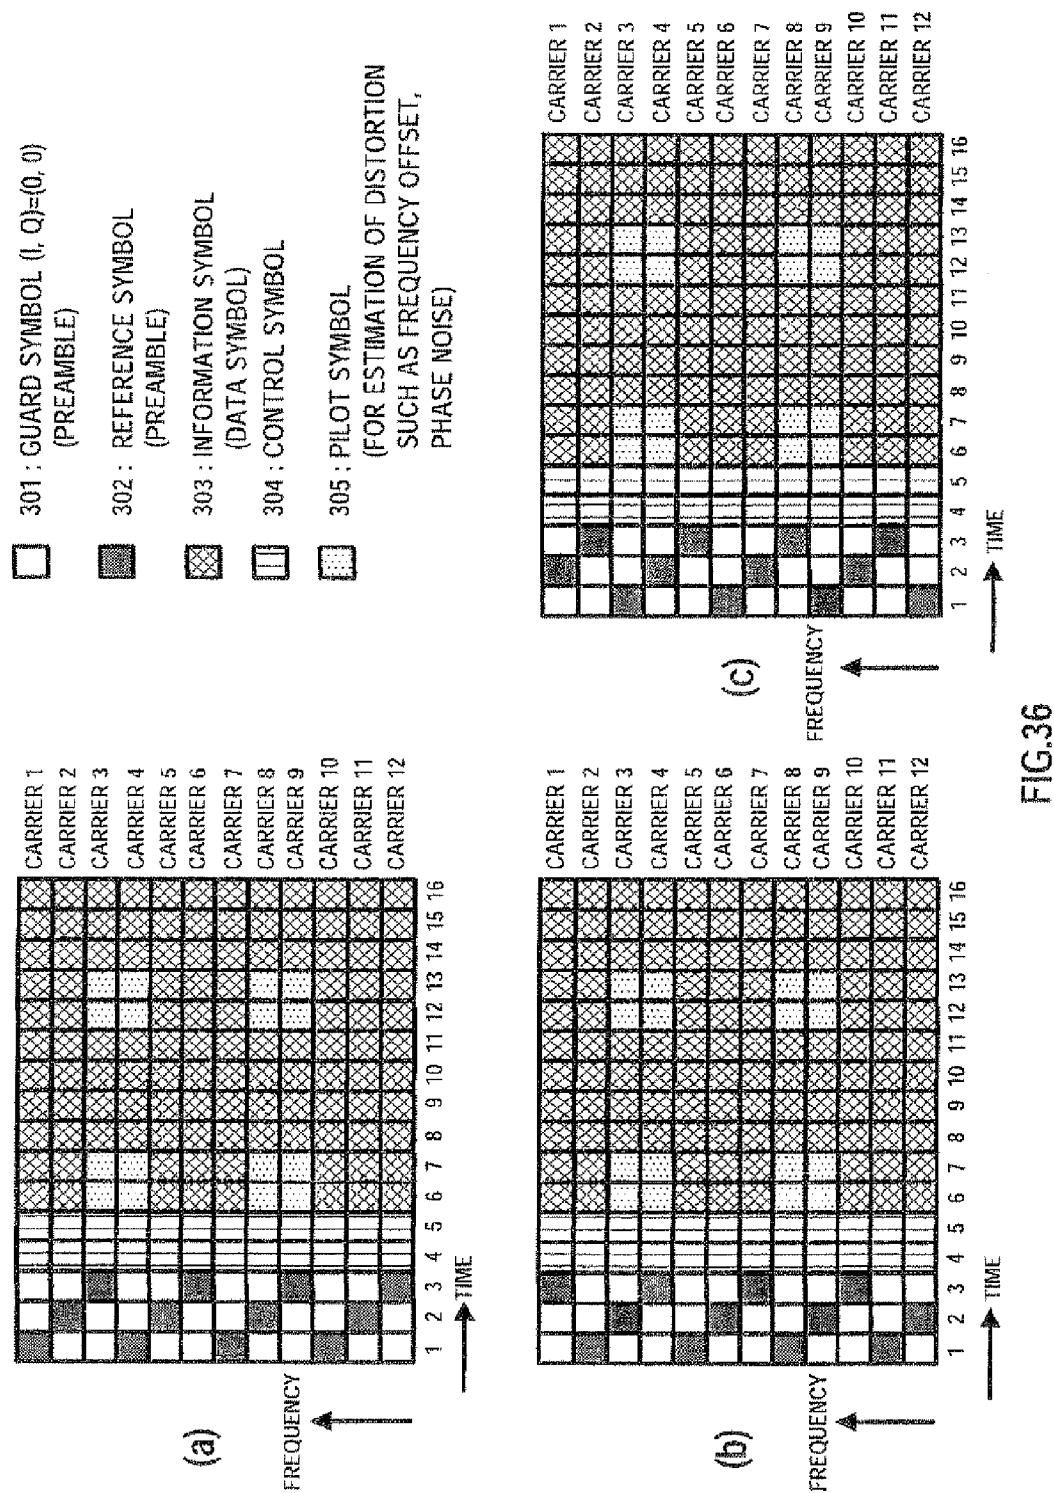 301 : GUARD SYMBOL (I, Q)=(0, 0)
(PREAMBLE)
302 : REFERENCE SYMBOL
(PREAMBLE)
303 : INFORMATION SYMBOL
(DATA SYMBOL)
304 : CONTROL SYMBOL
305 : PILOT SYMBOL
(FOR ESTIMATION OF DISTORTION
SUCH AS FREQUENCY OFFSET,
PHASE NOISE)
(a)
FREQUENCY
CARRIER 1
CARRIER 2
CARRIER 3
CARRIER 4
CARRIER 5
CARRIER 6
CARRIER 7
CARRIER 8
CARRIER 9
CARRIER 10
CARRIER 11
CARRIER 12
1 2 3 4 5 6 7 8 9 10 11 12 13 14 15 16
TIME
(b)
FREQUENCY
CARRIER 1
CARRIER 2
CARRIER 3
CARRIER 4
CARRIER 5
CARRIER 6
CARRIER 7
CARRIER 8
CARRIER 9
CARRIER 10
CARRIER 11
CARRIER 12
1 2 3 4 5 6 7 8 9 10 11 12 13 14 15 16
TIME
(c)
FREQUENCY
CARRIER 1
CARRIER 2
CARRIER 3
CARRIER 4
CARRIER 5
CARRIER 6
CARRIER 7
CARRIER 8
CARRIER 9
CARRIER 10
CARRIER 11
CARRIER 12
1 2 3 4 5 6 7 8 9 10 11 12 13 14 15 16
TIME
FIG.36